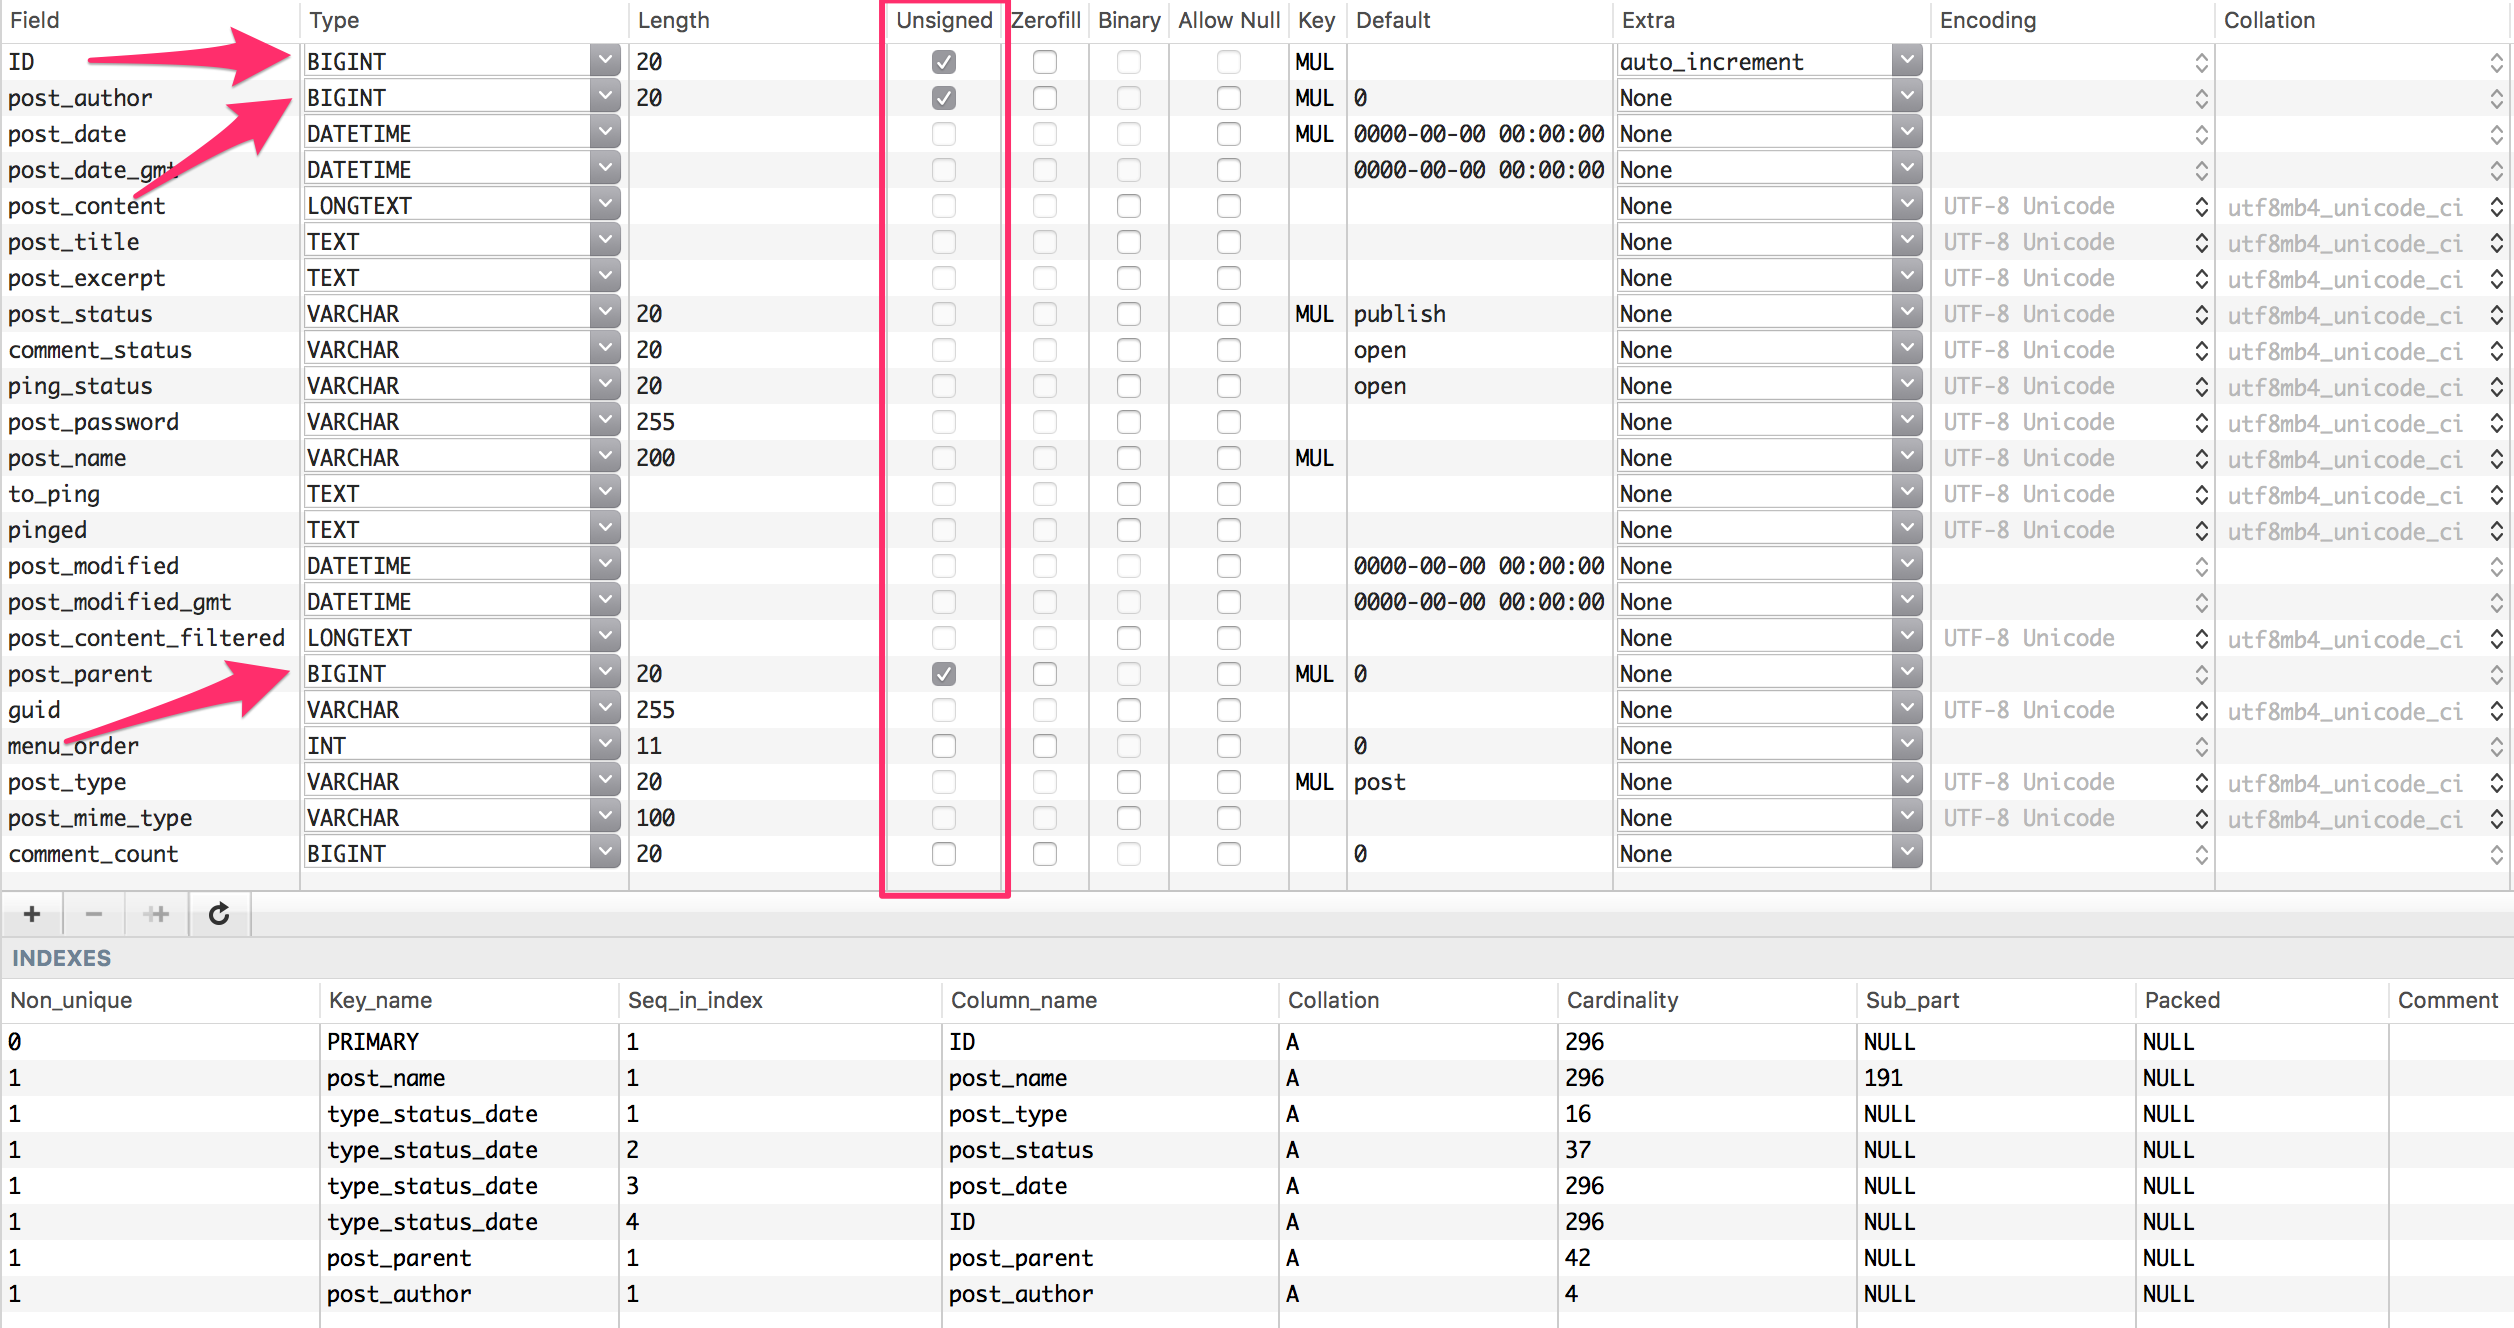 Field Type Length Unsigned Zerofill Binary Allow Null Key Default Extra Encoding Collation
ID BIGINT 20 MUL auto_increment
post_author BIGINT 20 MUL 0 None
post_date DATETIME MUL 0000-00-00 00:00:00 None
post_date_gmt DATETIME 0000-00-00 00:00:00 None
post_content LONGTEXT None UTF-8 Unicode utf8mb4_unicode_ci
post_title TEXT None UTF-8 Unicode utf8mb4_unicode_ci
post_excerpt TEXT None UTF-8 Unicode utf8mb4_unicode_ci
post_status VARCHAR 20 MUL publish None UTF-8 Unicode utf8mb4_unicode_ci
comment_status VARCHAR 20 open None UTF-8 Unicode utf8mb4_unicode_ci
ping_status VARCHAR 20 open None UTF-8 Unicode utf8mb4_unicode_ci
post_password VARCHAR 255 None UTF-8 Unicode utf8mb4_unicode_ci
post_name VARCHAR 200 MUL None UTF-8 Unicode utf8mb4_unicode_ci
to_ping TEXT None UTF-8 Unicode utf8mb4_unicode_ci
pinged TEXT None UTF-8 Unicode utf8mb4_unicode_ci
post_modified DATETIME 0000-00-00 00:00:00 None
post_modified_gmt DATETIME 0000-00-00 00:00:00 None
post_content_filtered LONGTEXT None UTF-8 Unicode utf8mb4_unicode_ci
post_parent BIGINT 20 MUL 0 None
guid VARCHAR 255 None UTF-8 Unicode utf8mb4_unicode_ci
menu_order INT 11 0 None
post_type VARCHAR 20 MUL post None UTF-8 Unicode utf8mb4_unicode_ci
post_mime_type VARCHAR 100 None UTF-8 Unicode utf8mb4_unicode_ci
comment_count BIGINT 20 0 None
INDEXES
Non_unique Key_name Seq_in_index Column_name Collation Cardinality Sub_part Packed Comment
0 PRIMARY 1 ID A 296 NULL NULL
1 post_name 1 post_name A 296 191 NULL
1 type_status_date 1 post_type A 16 NULL NULL
1 type_status_date 2 post_status A 37 NULL NULL
1 type_status_date 3 post_date A 296 NULL NULL
1 type_status_date 4 ID A 296 NULL NULL
1 post_parent 1 post_parent A 42 NULL NULL
1 post_author 1 post_author A 4 NULL NULL